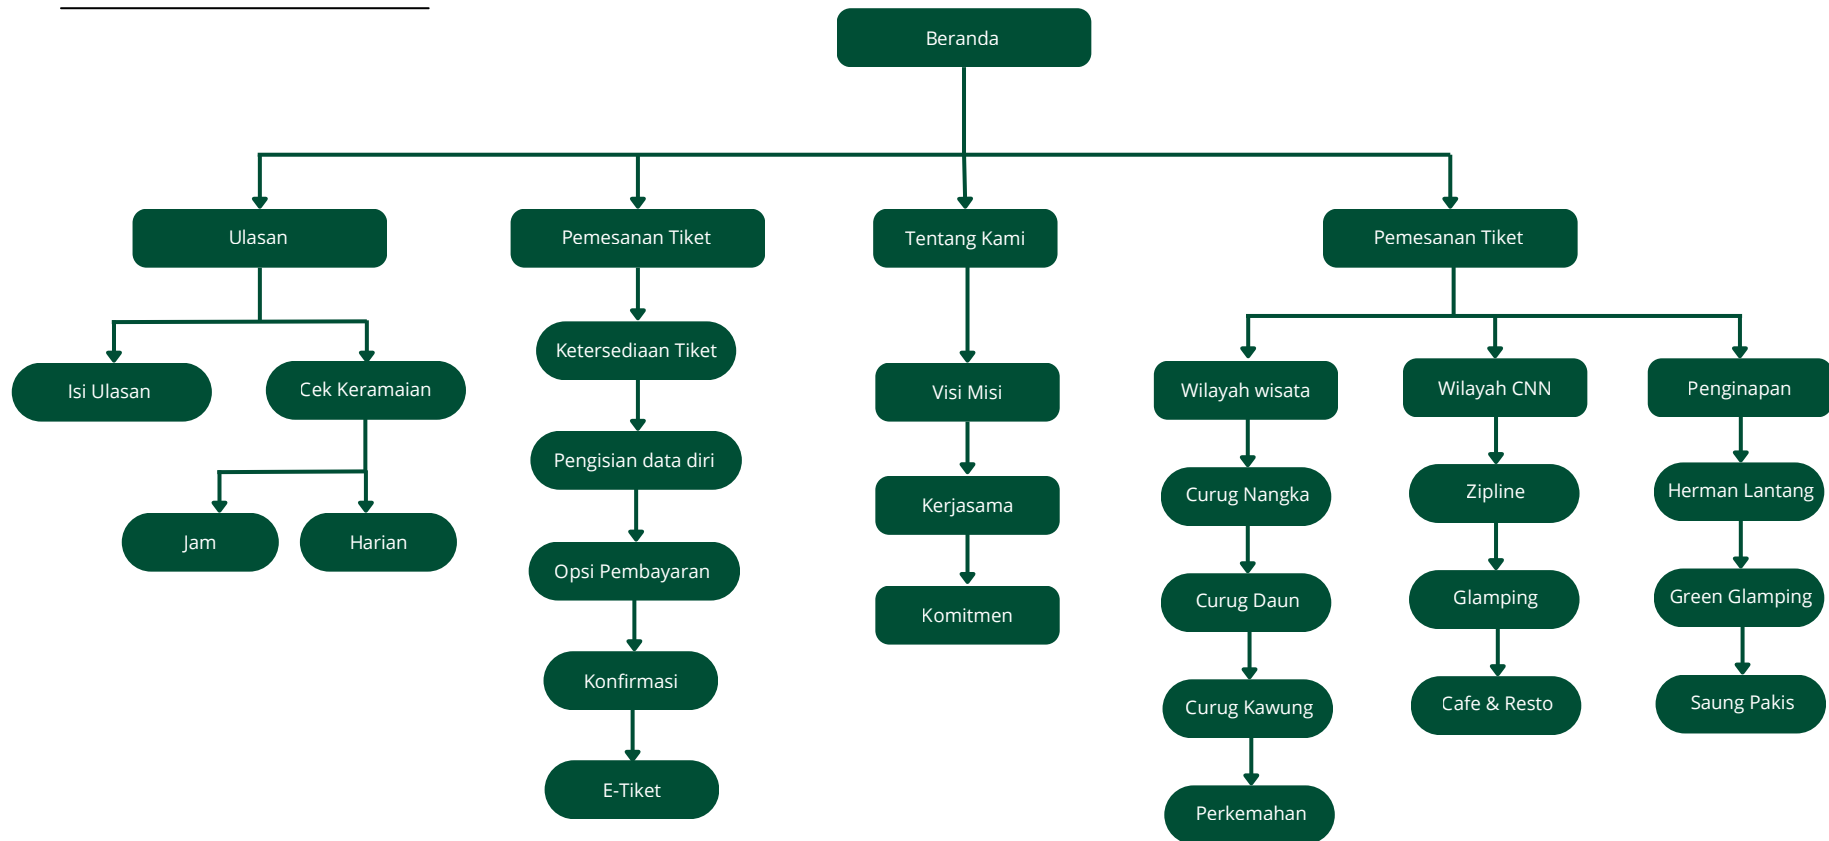 Beranda
Ulasan
Pemesanan Tiket
Tentang Kami
Pemesanan Tiket
Isi Ulasan
Cek Keramaian
Jam
Harian
Ketersediaan Tiket
Pengisian data diri
Opsi Pembayaran
Konfirmasi
E-Tiket
Visi Misi
Kerjasama
Komitmen
Wilayah wisata
Curug Nangka
Curug Daun
Curug Kawung
Perkemahan
Wilayah CNN
Zipline
Glamping
Cafe & Resto
Penginapan
Herman Lantang
Green Glamping
Saung Pakis